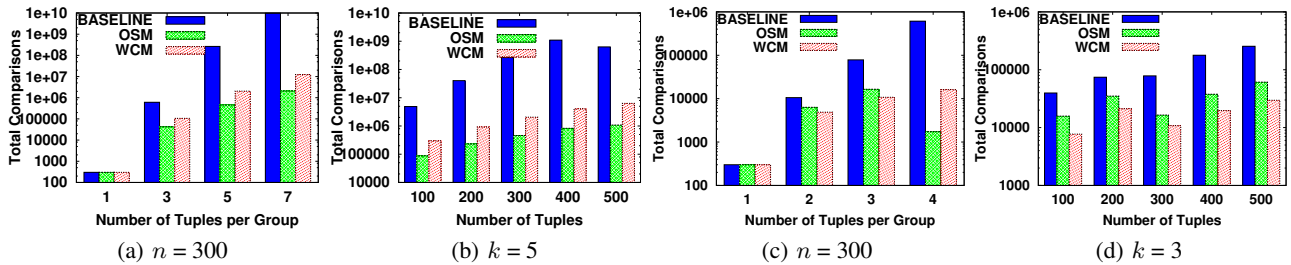 BASELINE
OSM
WCM
Total Comparisons
1e+10
1e+09
1e+08
1e+07
1e+06
100000
10000
1000
100
1 3 5 7
Number of Tuples per Group
(a) n = 300
BASELINE
OSM
WCM
Total Comparisons
1e+10
1e+09
1e+08
1e+07
1e+06
100000
10000
100 200 300 400 500
Number of Tuples
(b) k = 5
BASELINE
OSM
WCM
Total Comparisons
1e+06
100000
10000
1000
100
1 2 3 4
Number of Tuples per Group
(c) n = 300
BASELINE
OSM
WCM
Total Comparisons
1e+06
100000
10000
1000
100 200 300 400 500
Number of Tuples
(d) k = 3